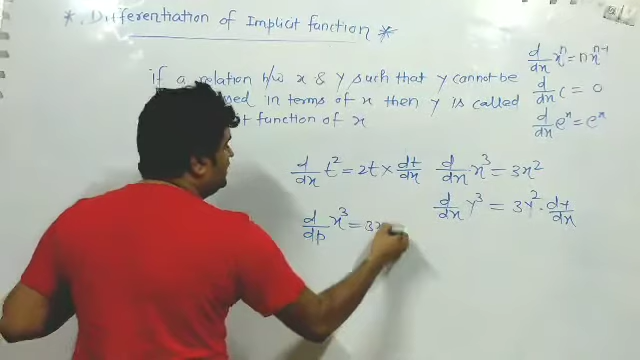 *. Differentiation of Implicit function *
If a relation b/w x & y such that y cannot be
in terms of x then y is called
function of x
d/dx xⁿ = nxⁿ⁻¹
d/dx c = 0
d/dx eˣ = eˣ
d/dx t² = 2t × dt/dx
d/dx x³ = 3x²
d/dx y³ = 3y² · dy/dx
d/dp x³ = 3x